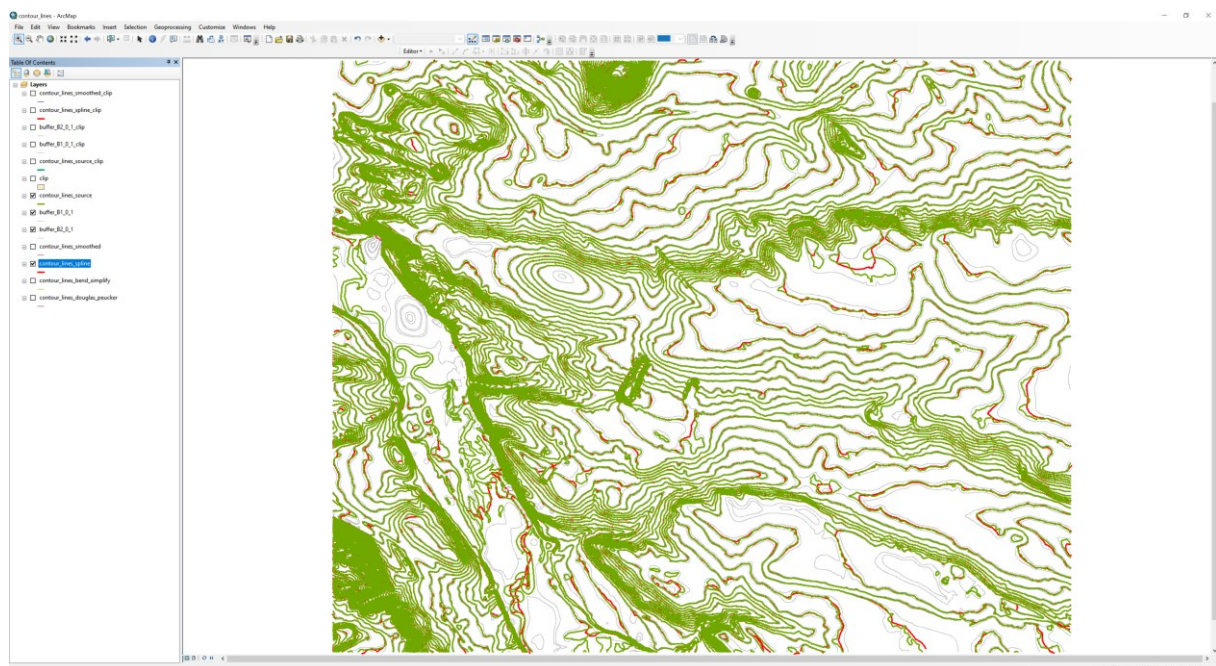 contour_lines - ArcMap
File Edit View Bookmarks Insert Selection Geoprocessing Customize Windows Help
Editor
Table Of Contents
Layers
contour_lines_smoothed_clip
contour_lines_spline_clip
buffer_B2_0_1_clip
buffer_B1_0_1_clip
contour_lines_source_clip
clip
contour_lines_source
buffer_B1_0_1
buffer_B2_0_1
contour_lines_smoothed
contour_lines_spline
contour_lines_bend_simplify
contour_lines_douglas_peucker